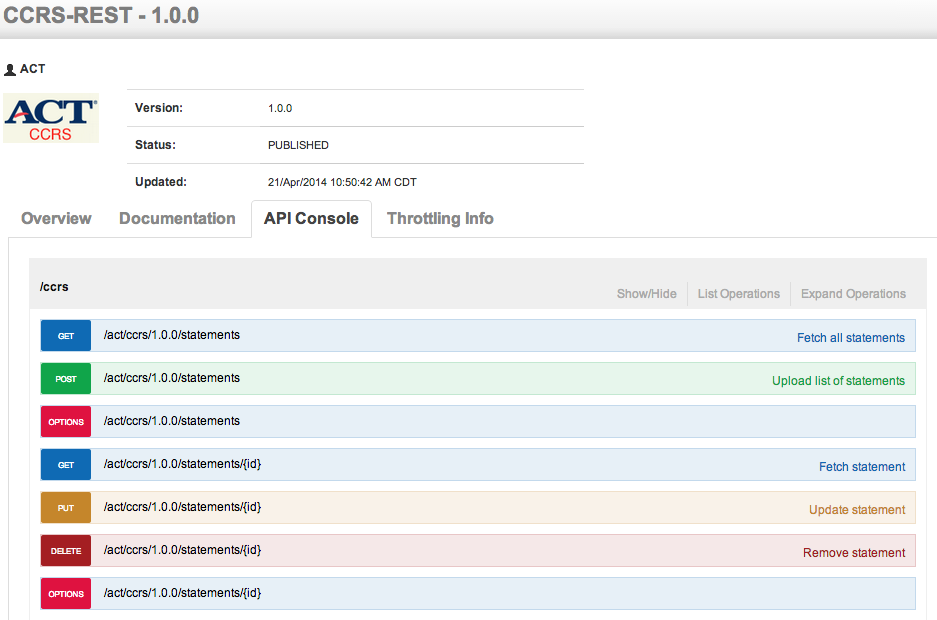 CCRS-REST - 1.0.0
ACT
ACT®
CCRS
Version: 1.0.0
Status: PUBLISHED
Updated: 21/Apr/2014 10:50:42 AM CDT
Overview Documentation API Console Throttling Info
/ccrs
Show/Hide List Operations Expand Operations
GET /act/ccrs/1.0.0/statements Fetch all statements
POST /act/ccrs/1.0.0/statements Upload list of statements
OPTIONS /act/ccrs/1.0.0/statements
GET /act/ccrs/1.0.0/statements/{id} Fetch statement
PUT /act/ccrs/1.0.0/statements/{id} Update statement
DELETE /act/ccrs/1.0.0/statements/{id} Remove statement
OPTIONS /act/ccrs/1.0.0/statements/{id}